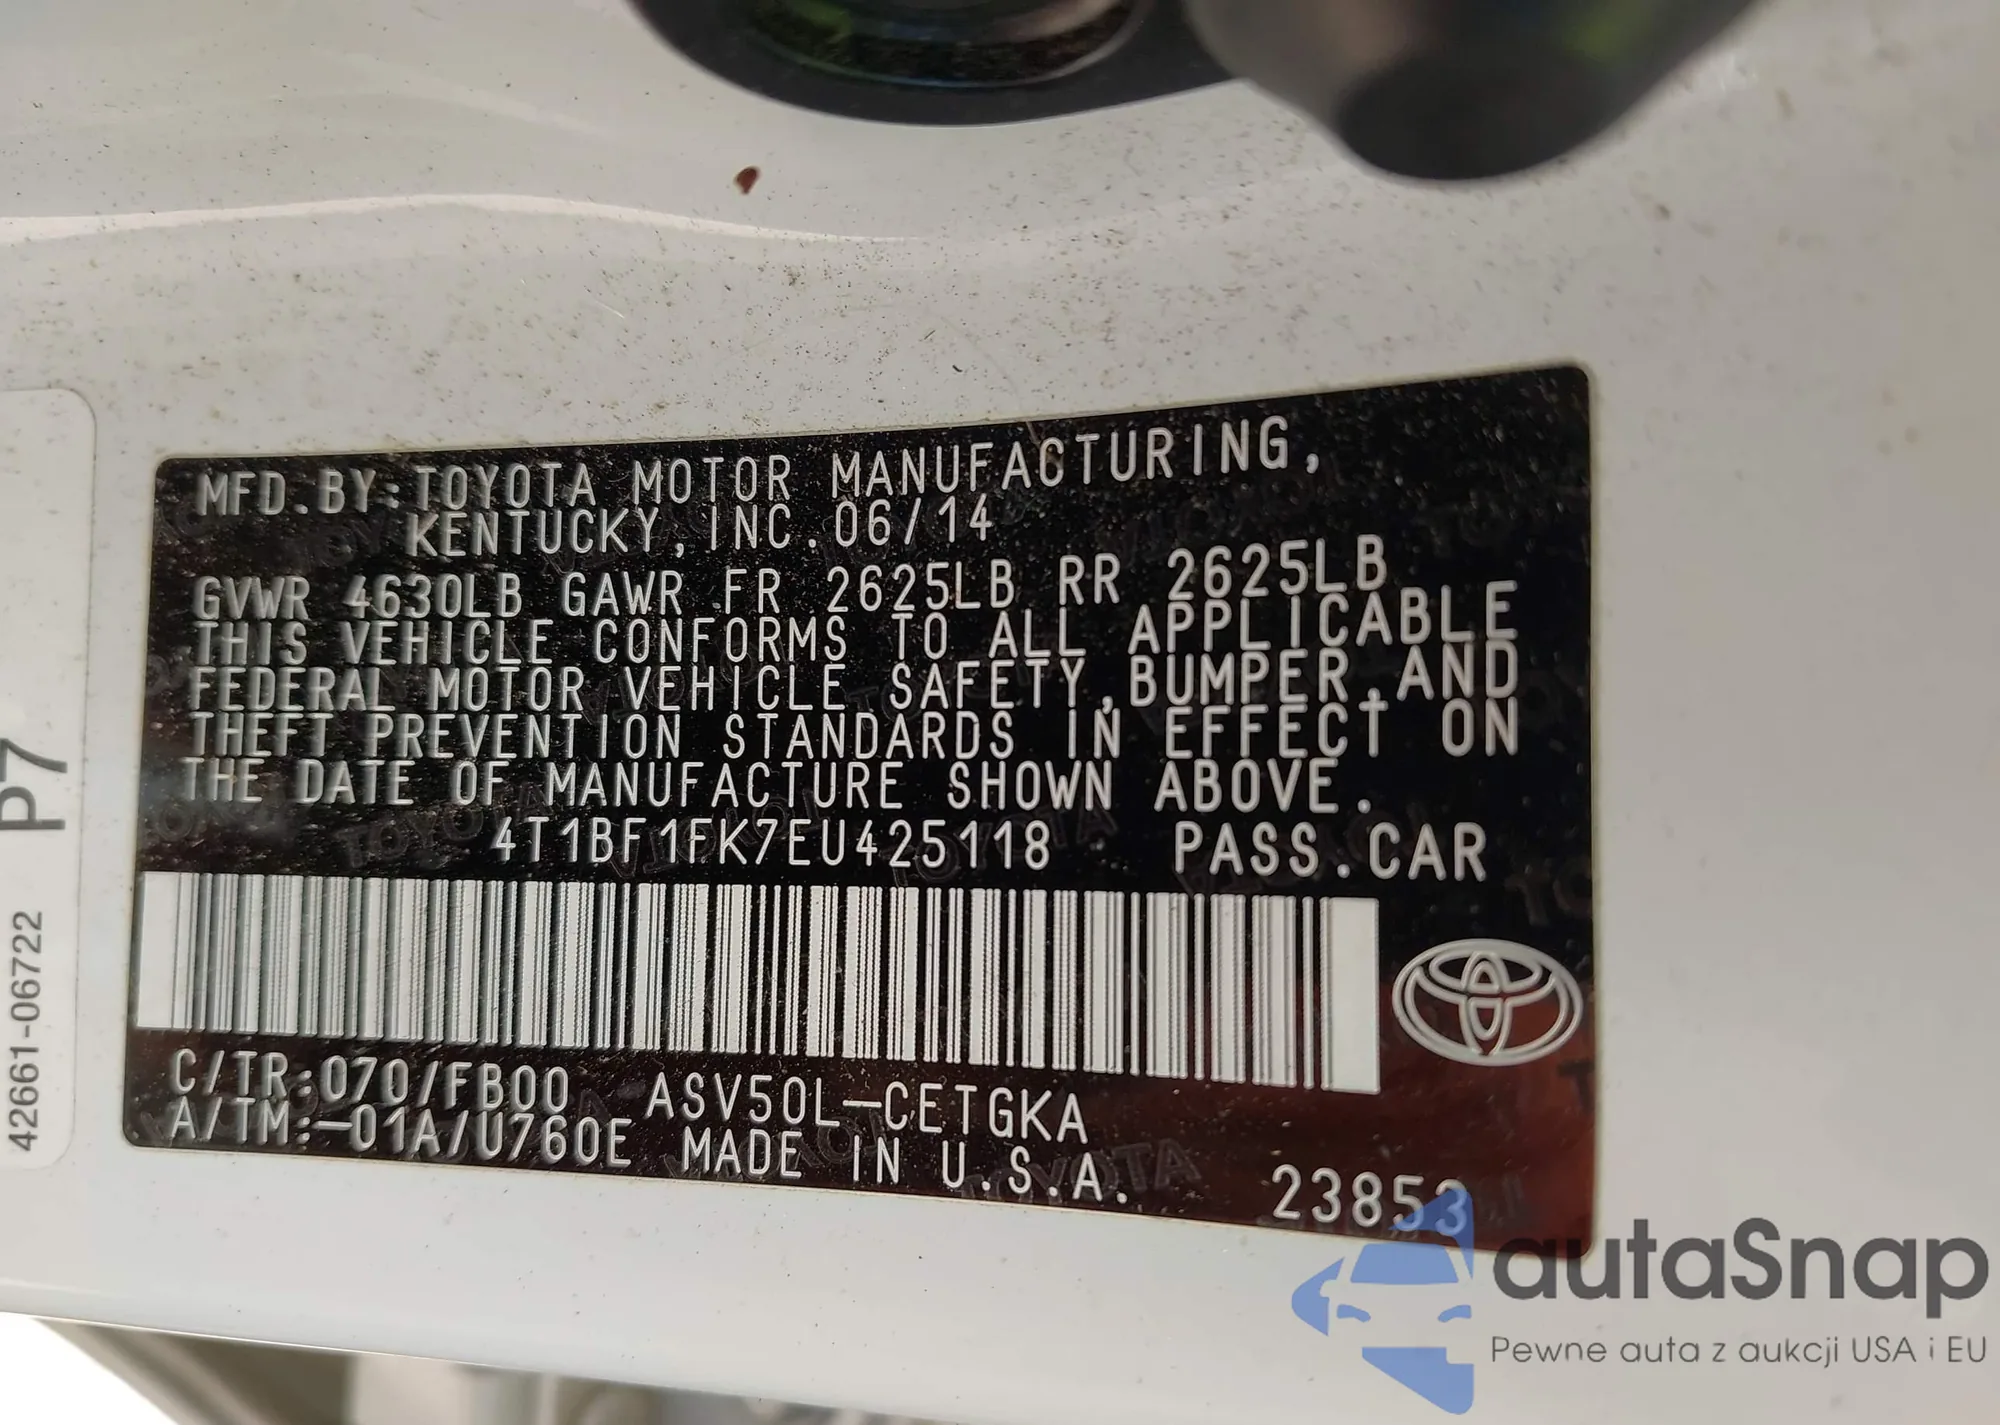 MFD.BY:TOYOTA MOTOR MANUFACTURING,
KENTUCKY,INC.06/14
GVWR 4630LB GAWR FR 2625LB RR 2625LB
THIS VEHICLE CONFORMS TO ALL APPLICABLE
FEDERAL MOTOR VEHICLE SAFETY,BUMPER,AND
THEFT PREVENTION STANDARDS IN EFFECT ON
THE DATE OF MANUFACTURE SHOWN ABOVE.
4T1BF1FK7EU425118 PASS.CAR
C/TR:070/FB00 ASV50L-CETGKA
A/TM:-01A/U760E MADE IN U.S.A.
23853
P7
42661-06722
autaSnap
Pewne auta z aukcji USA i EU